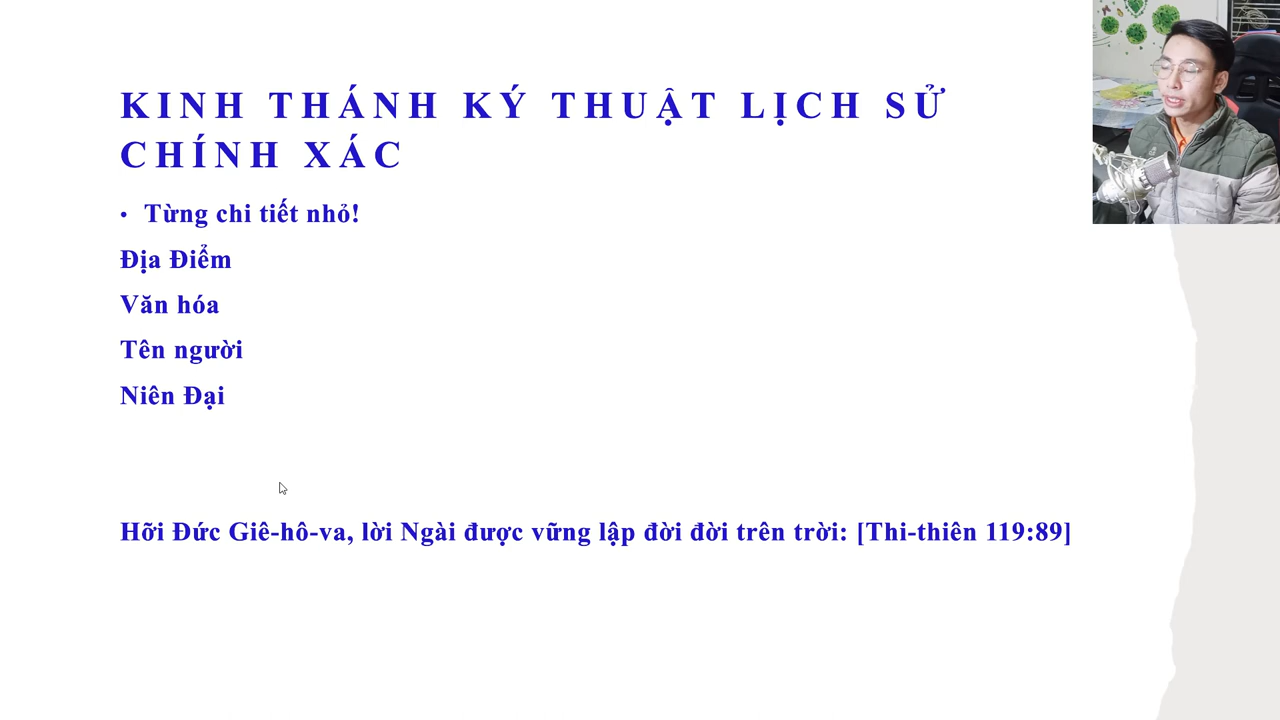 KINH THÁNH KÝ THUẬT LỊCH SỬ
CHÍNH XÁC
• Từng chi tiết nhỏ!
Địa Điểm
Văn hóa
Tên người
Niên Đại
Hỡi Đức Giê-hô-va, lời Ngài được vững lập đời đời trên trời: [Thi-thiên 119:89]